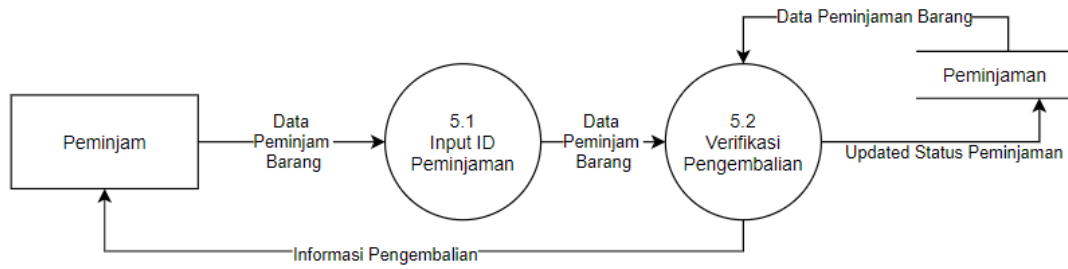 Data Peminjaman Barang
Peminjaman
Peminjam
Data
Peminjam
Barang
5.1
Input ID
Peminjaman
Data
Peminjam
Barang
5.2
Verifikasi
Pengembalian
Updated Status Peminjaman
Informasi Pengembalian